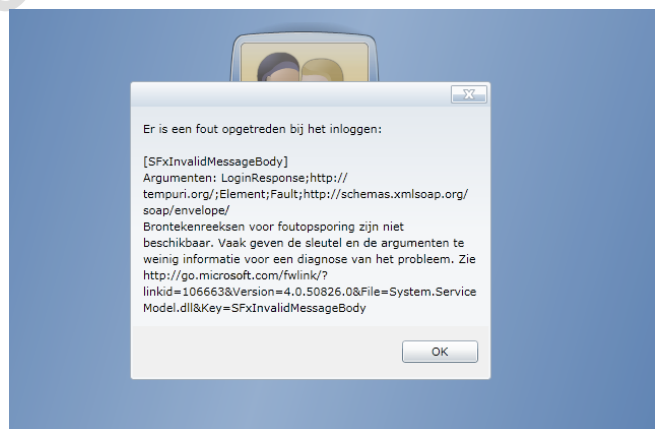 Er is een fout opgetreden bij het inloggen:
[SFxInvalidMessageBody]
Argumenten: LoginResponse;http://
tempuri.org/;Element;Fault;http://schemas.xmlsoap.org/
soap/envelope/
Brontekenreeksen voor foutopsporing zijn niet
beschikbaar. Vaak geven de sleutel en de argumenten te
weinig informatie voor een diagnose van het probleem. Zie
http://go.microsoft.com/fwlink/?
linkid=106663&Version=4.0.50826.0&File=System.Service
Model.dll&Key=SFxInvalidMessageBody
OK